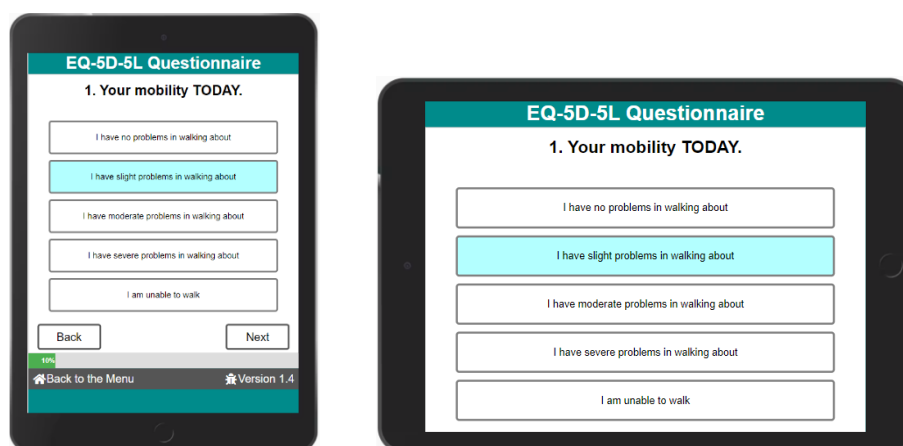 EQ-5D-5L Questionnaire
1. Your mobility TODAY.
I have no problems in walking about
I have slight problems in walking about
I have moderate problems in walking about
I have severe problems in walking about
I am unable to walk
Back
Next
10%
Back to the Menu
Version 1.4
EQ-5D-5L Questionnaire
1. Your mobility TODAY.
I have no problems in walking about
I have slight problems in walking about
I have moderate problems in walking about
I have severe problems in walking about
I am unable to walk